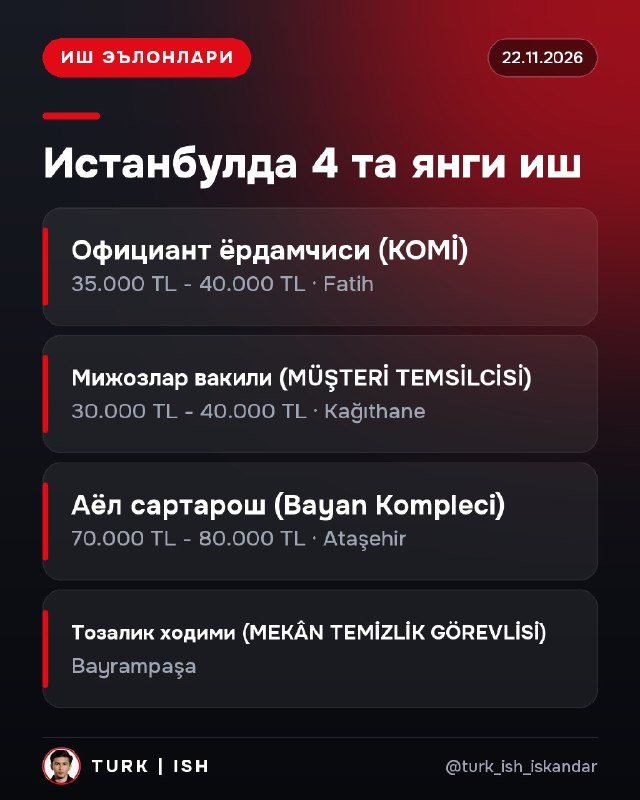 ИШ ЭЪЛОНЛАРИ
22.11.2026
Истанбулда 4 та янги иш
Официант ёрдамчиси (KOMİ)
35.000 TL - 40.000 TL · Fatih
Мижозлар вакили (MÜŞTERİ TEMSİLCİSİ)
30.000 TL - 40.000 TL · Kağıthane
Аёл сартарош (Bayan Kompleci)
70.000 TL - 80.000 TL · Ataşehir
Тозалик ходими (MEKÂN TEMİZLİK GÖREVLİSİ)
Bayrampaşa
TURK | ISH
@turk_ish_iskandar